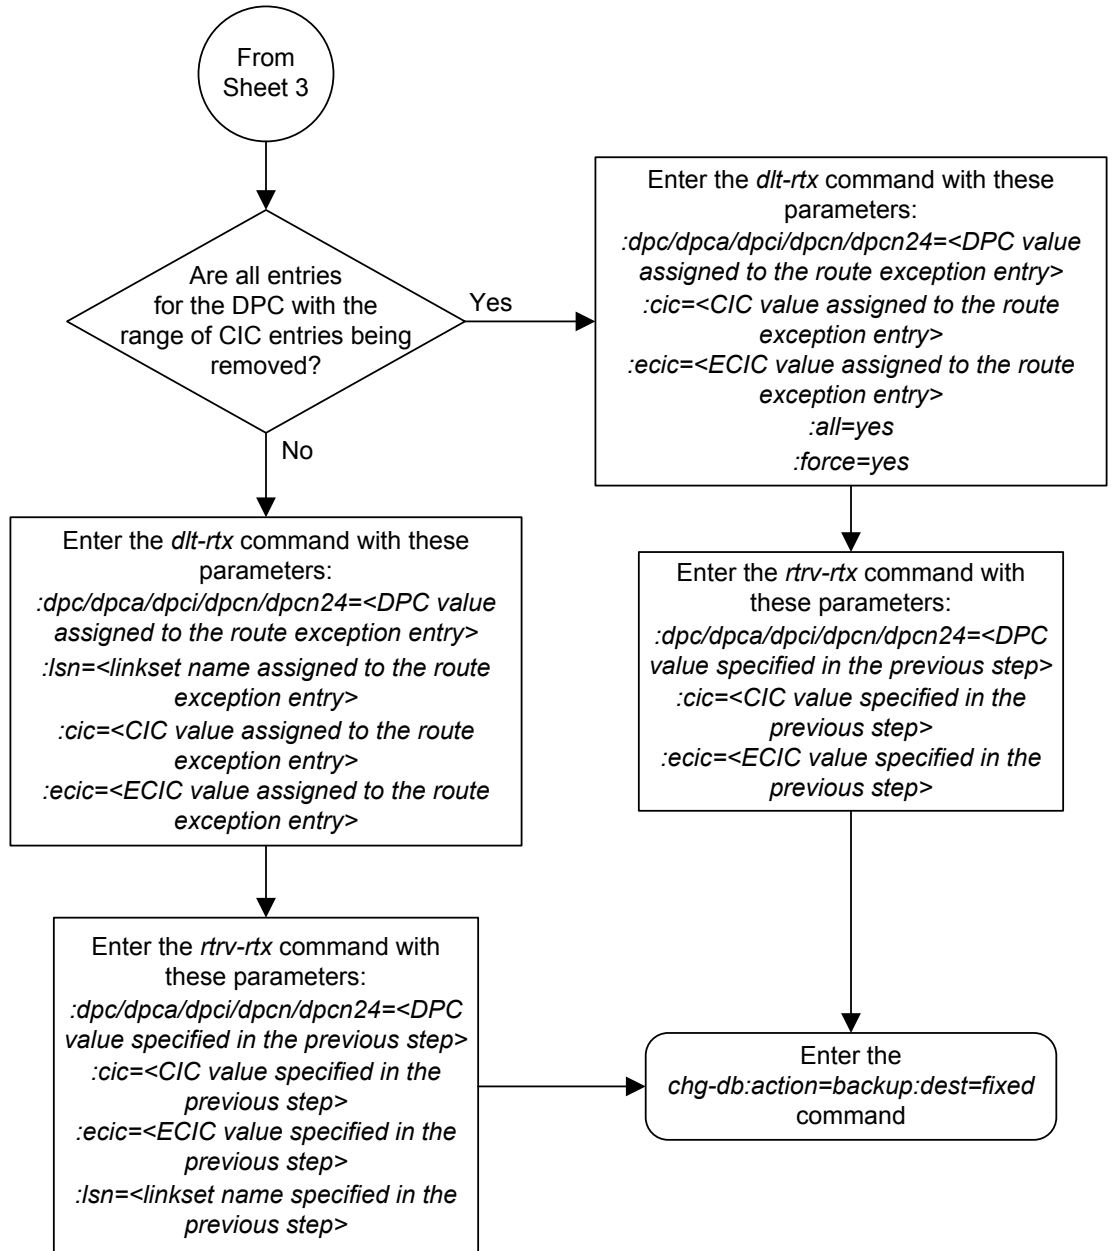 From
Sheet 3
Are all entries
for the DPC with the
range of CIC entries being
removed?
Yes
No
Enter the dlt-rtx command with these
parameters:
:dpc/dpca/dpci/dpcn/dpcn24=<DPC value
assigned to the route exception entry>
:cic=<CIC value assigned to the route
exception entry>
:ecic=<ECIC value assigned to the route
exception entry>
:all=yes
:force=yes
Enter the dlt-rtx command with these
parameters:
:dpc/dpca/dpci/dpcn/dpcn24=<DPC value
assigned to the route exception entry>
:lsn=<linkset name assigned to the route
exception entry>
:cic=<CIC value assigned to the route
exception entry>
:ecic=<ECIC value assigned to the route
exception entry>
Enter the rtrv-rtx command with
these parameters:
:dpc/dpca/dpci/dpcn/dpcn24=<DPC
value specified in the previous step>
:cic=<CIC value specified in the
previous step>
:ecic=<ECIC value specified in the
previous step>
Enter the rtrv-rtx command with
these parameters:
:dpc/dpca/dpci/dpcn/dpcn24=<DPC
value specified in the previous step>
:cic=<CIC value specified in the
previous step>
:ecic=<ECIC value specified in the
previous step>
:lsn=<linkset name specified in the
previous step>
Enter the
chg-db:action=backup:dest=fixed
command